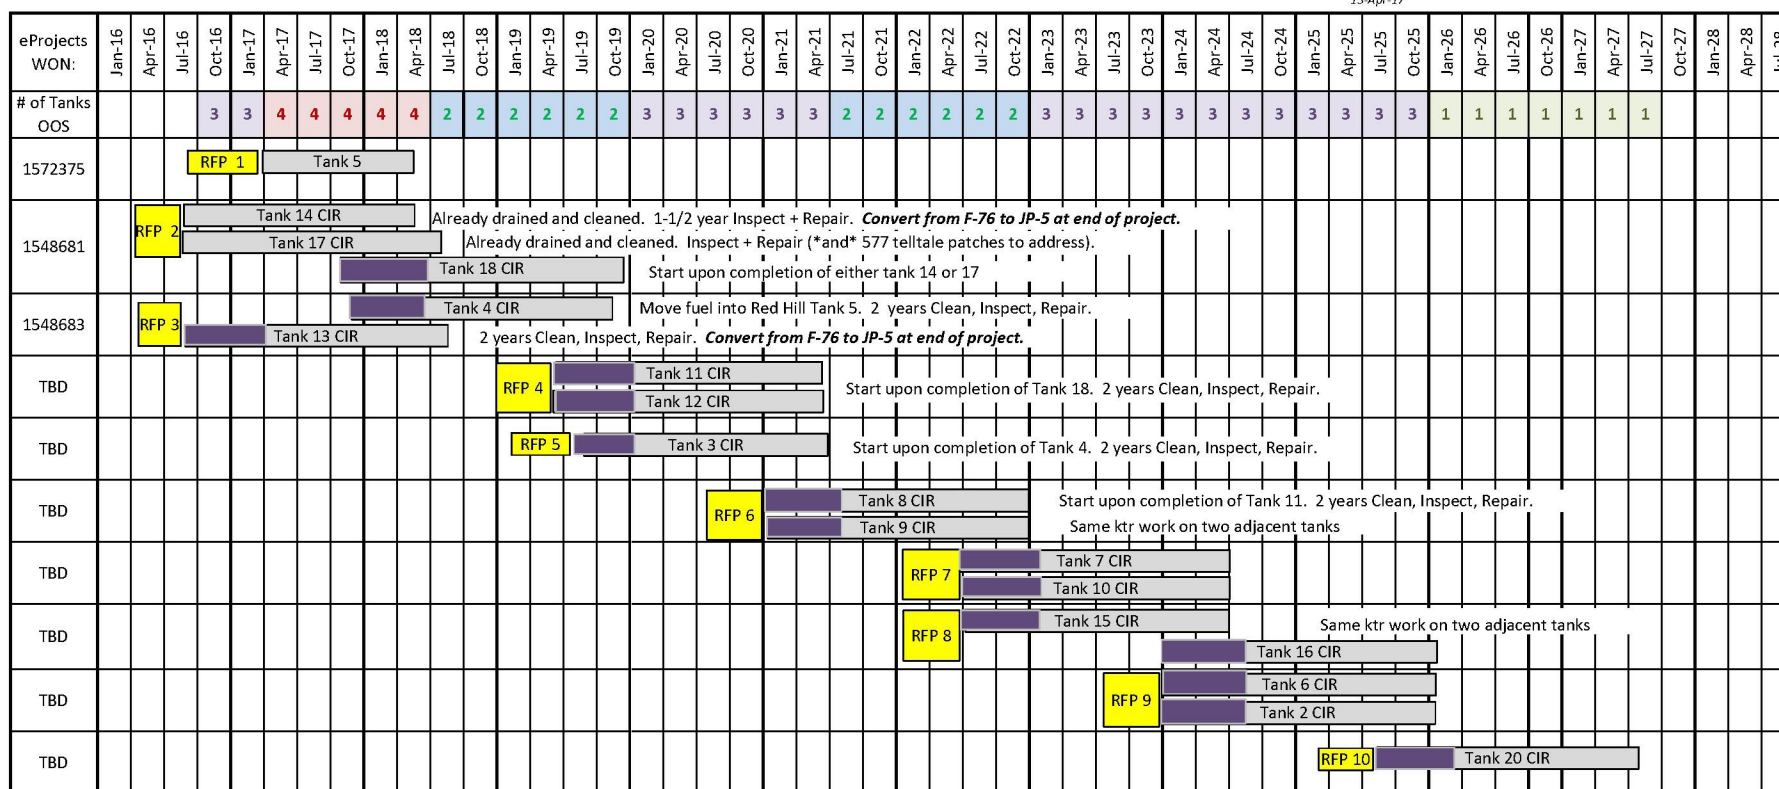 13-Apr-17
eProjects WON: Jan-16 Apr-16 Jul-16 Oct-16 Jan-17 Apr-17 Jul-17 Oct-17 Jan-18 Apr-18 Jul-18 Oct-18 Jan-19 Apr-19 Jul-19 Oct-19 Jan-20 Apr-20 Jul-20 Oct-20 Jan-21 Apr-21 Jul-21 Oct-21 Jan-22 Apr-22 Jul-22 Oct-22 Jan-23 Apr-23 Jul-23 Oct-23 Jan-24 Apr-24 Jul-24 Oct-24 Jan-25 Apr-25 Jul-25 Oct-25 Jan-26 Apr-26 Jul-26 Oct-26 Jan-27 Apr-27 Jul-27 Oct-27 Jan-28 Apr-28
# of Tanks OOS 3 3 4 4 4 4 4 2 2 2 2 2 2 3 3 3 3 3 3 2 2 2 2 2 2 3 3 3 3 3 3 3 3 3 3 3 3 1 1 1 1 1 1 1
1572375
RFP 1
Tank 5
1548681
RFP 2
Tank 14 CIR
Already drained and cleaned. 1-1/2 year Inspect + Repair. Convert from F-76 to JP-5 at end of project.
Tank 17 CIR
Already drained and cleaned. Inspect + Repair (*and* 577 telltale patches to address).
Tank 18 CIR
Start upon completion of either tank 14 or 17
1548683
RFP 3
Tank 4 CIR
Move fuel into Red Hill Tank 5. 2 years Clean, Inspect, Repair.
Tank 13 CIR
2 years Clean, Inspect, Repair. Convert from F-76 to JP-5 at end of project.
TBD
RFP 4
Tank 11 CIR
Tank 12 CIR
Start upon completion of Tank 18. 2 years Clean, Inspect, Repair.
TBD
RFP 5
Tank 3 CIR
Start upon completion of Tank 4. 2 years Clean, Inspect, Repair.
TBD
RFP 6
Tank 8 CIR
Start upon completion of Tank 11. 2 years Clean, Inspect, Repair.
Tank 9 CIR
Same ktr work on two adjacent tanks
TBD
RFP 7
Tank 7 CIR
Tank 10 CIR
TBD
RFP 8
Tank 15 CIR
Same ktr work on two adjacent tanks
Tank 16 CIR
TBD
RFP 9
Tank 6 CIR
Tank 2 CIR
TBD
RFP 10
Tank 20 CIR